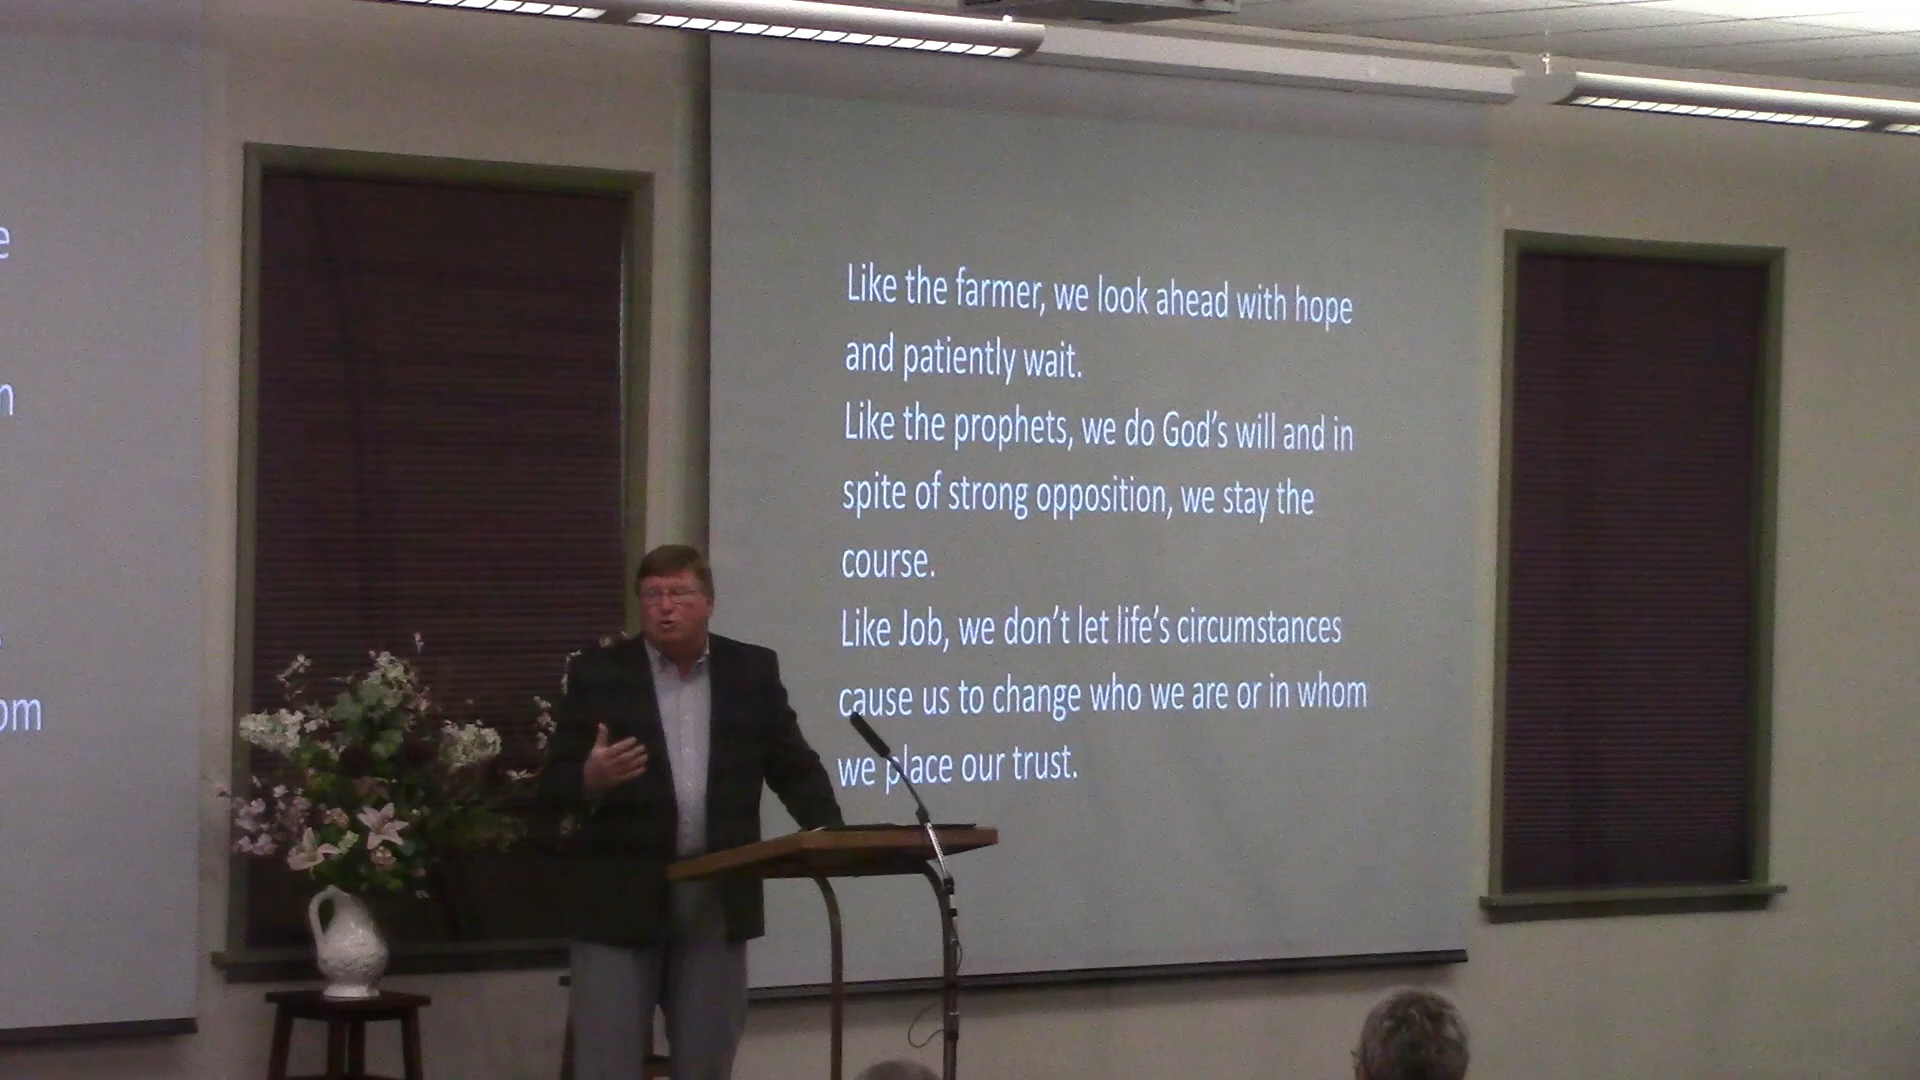 Like the farmer, we look ahead with hope
and patiently wait.
Like the prophets, we do God's will and in
spite of strong opposition, we stay the
course.
Like Job, we don't let life's circumstances
cause us to change who we are or in whom
we place our trust.